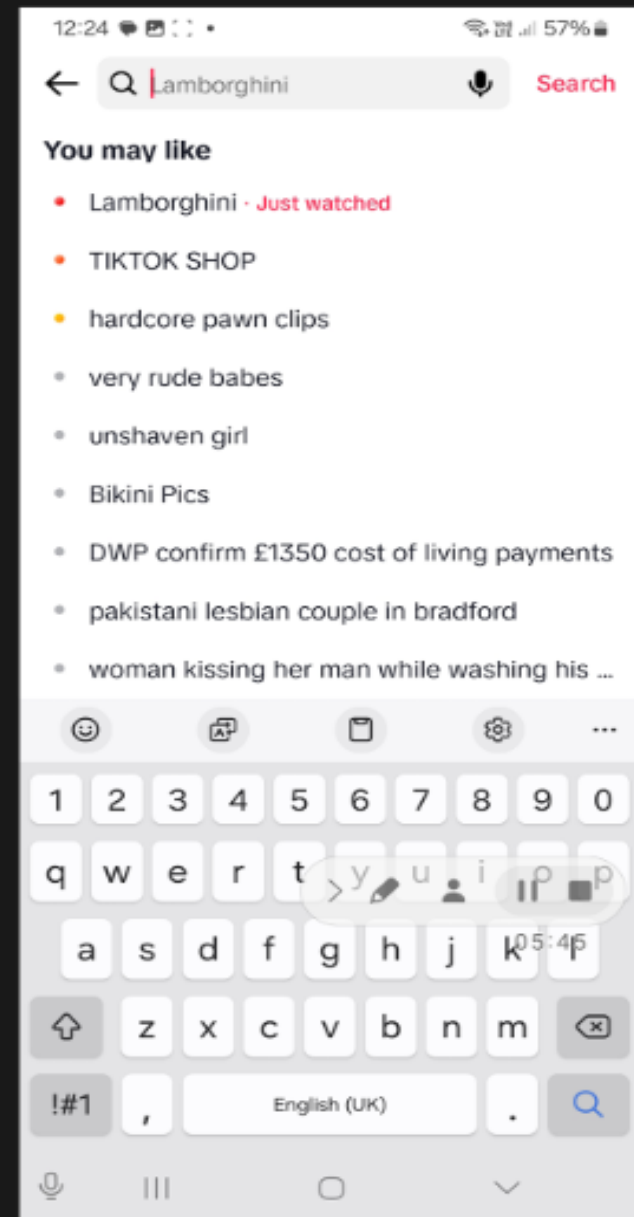 12:24 57%
Lamborghini Search
You may like
Lamborghini · Just watched
TIKTOK SHOP
hardcore pawn clips
very rude babes
unshaven girl
Bikini Pics
DWP confirm £1350 cost of living payments
pakistani lesbian couple in bradford
woman kissing her man while washing his ...
1 2 3 4 5 6 7 8 9 0
q w e r t y u i o p
a s d f g h j k l
05:45
z x c v b n m
!#1 , English (UK) .